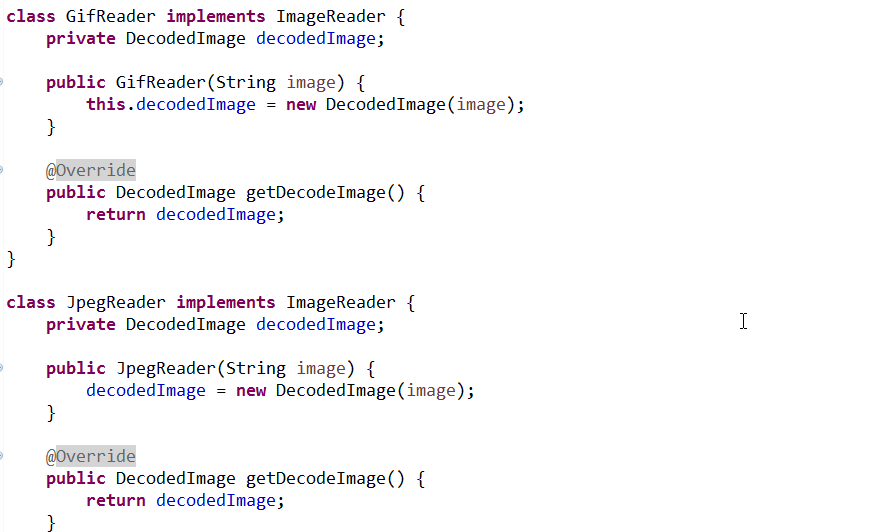 class GifReader implements ImageReader {
    private DecodedImage decodedImage;

    public GifReader(String image) {
        this.decodedImage = new DecodedImage(image);
    }

    @Override
    public DecodedImage getDecodeImage() {
        return decodedImage;
    }
}

class JpegReader implements ImageReader {
    private DecodedImage decodedImage;

    public JpegReader(String image) {
        decodedImage = new DecodedImage(image);
    }

    @Override
    public DecodedImage getDecodeImage() {
        return decodedImage;
    }